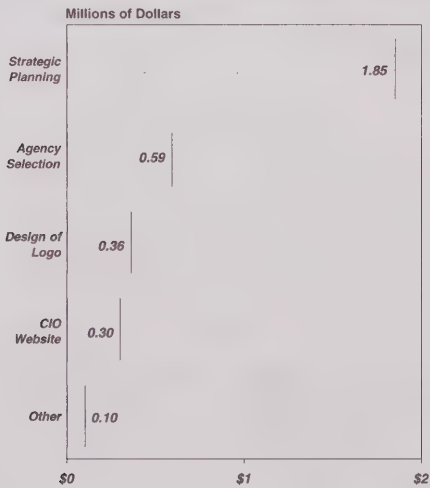 Millions of Dollars
Strategic
Planning
1.85
Agency
Selection
0.59
Design of
Logo
0.36
CIO
Website
0.30
Other
0.10
$0 $1 $2